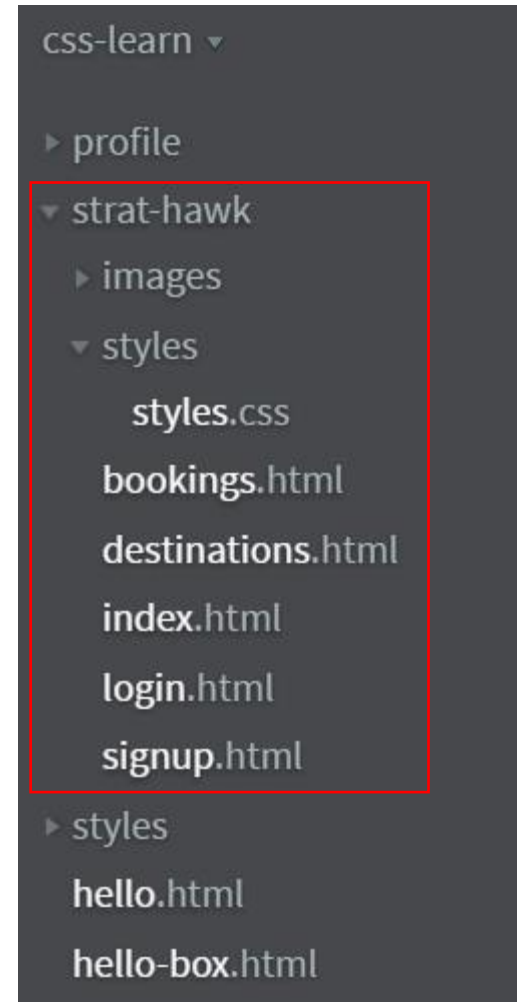 css-learn
profile
strat-hawk
images
styles
styles.css
bookings.html
destinations.html
index.html
login.html
signup.html
styles
hello.html
hello-box.html